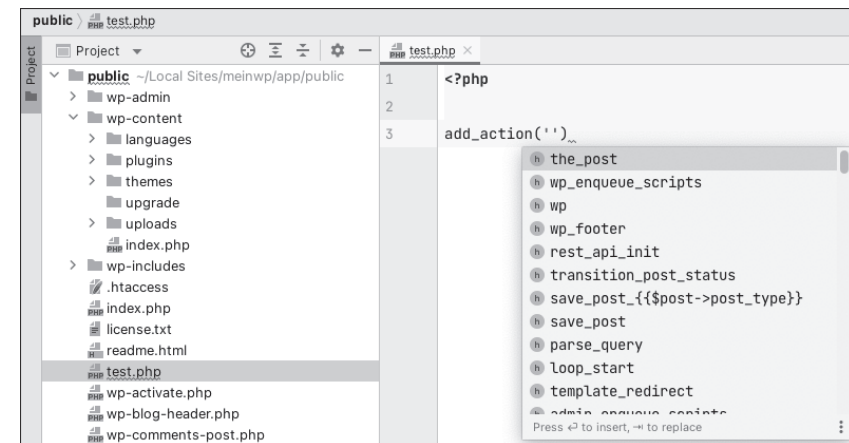 public 〉 test.php
Project
Project
test.php ×
public ~/Local Sites/meinwp/app/public
wp-admin
wp-content
languages
plugins
themes
upgrade
uploads
index.php
wp-includes
.htaccess
index.php
license.txt
readme.html
test.php
wp-activate.php
wp-blog-header.php
wp-comments-post.php
1 <?php
2
3 add_action('')
the_post
wp_enqueue_scripts
wp
wp_footer
rest_api_init
transition_post_status
save_post_{{$post->post_type}}
save_post
parse_query
loop_start
template_redirect
admin_enqueue_scripts
Press ↩ to insert, ⇥ to replace